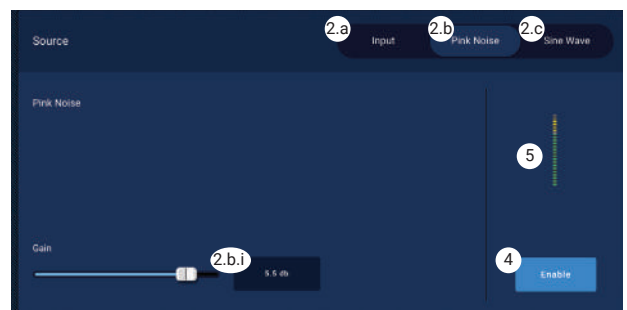 Source 2.a Input 2.b Pink Noise 2.c Sine Wave
Pink Noise
5
Gain
2.b.i 5.5 db 4 Enable